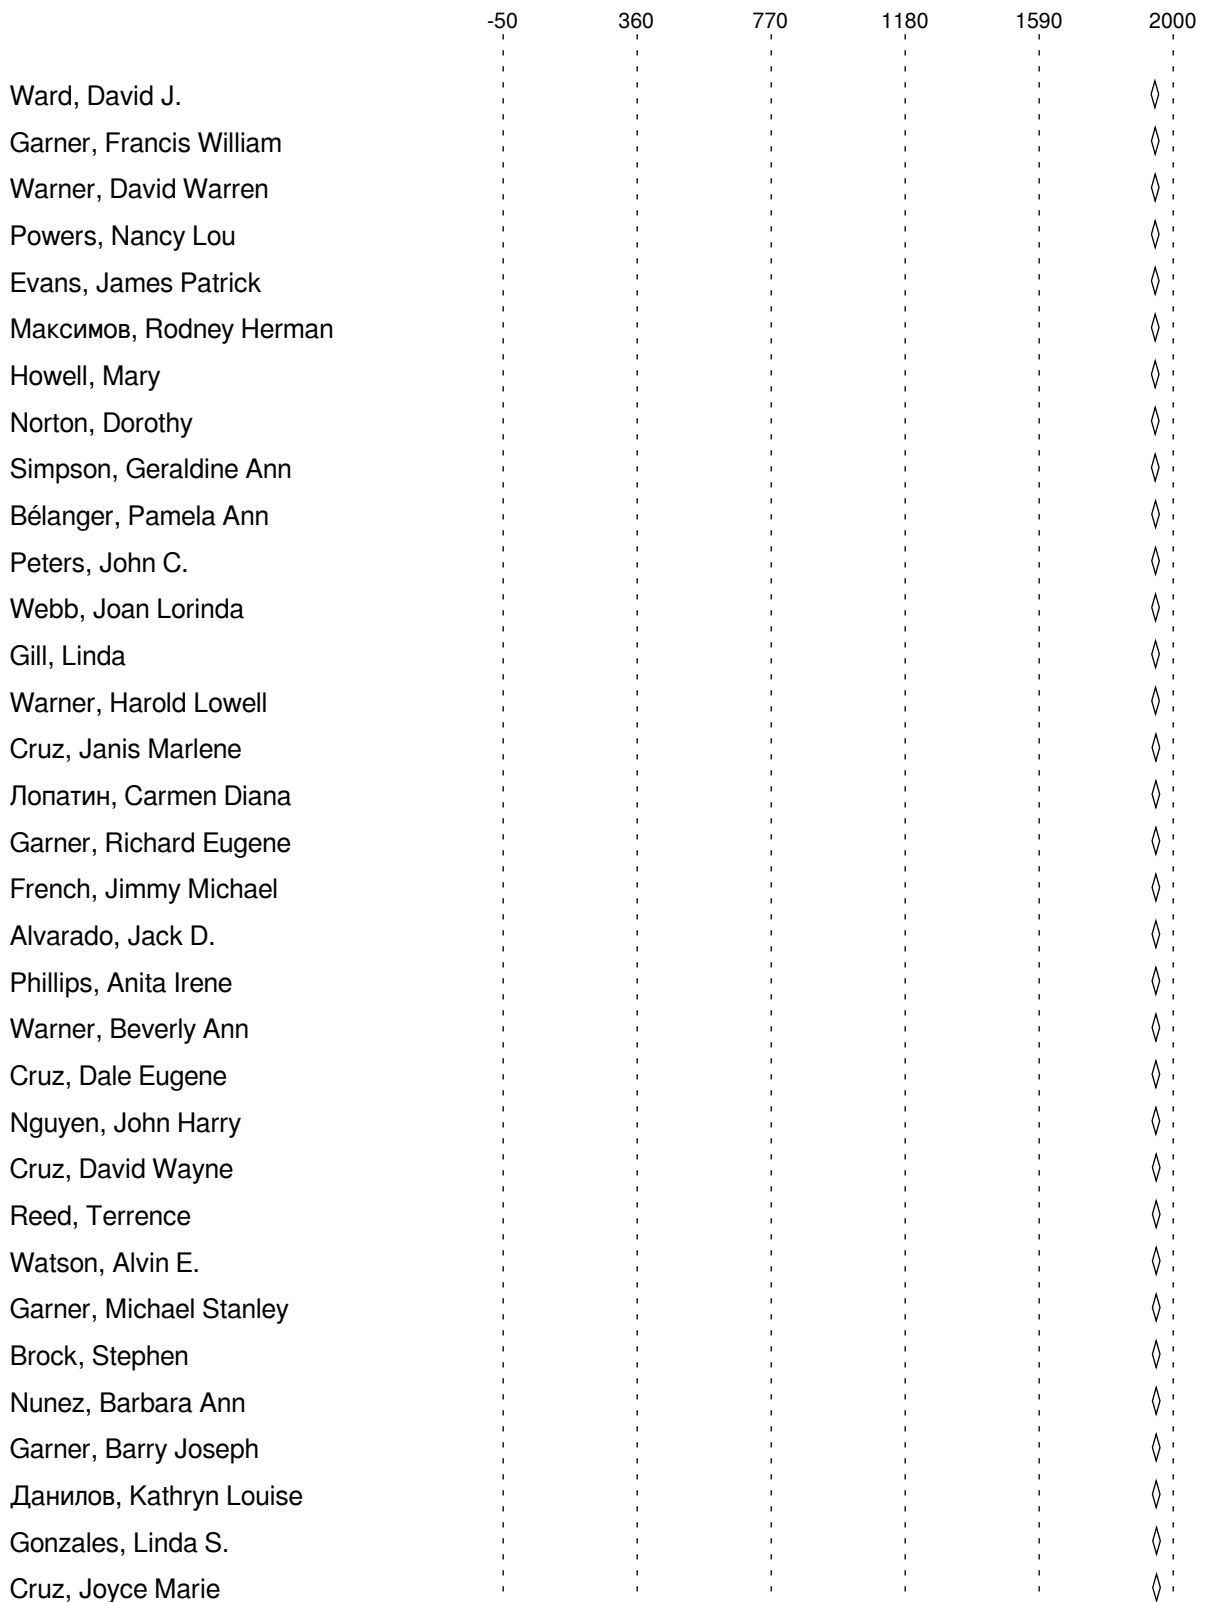 -50 360 770 1180 1590 2000
Ward, David J.
Garner, Francis William
Warner, David Warren
Powers, Nancy Lou
Evans, James Patrick
Максимов, Rodney Herman
Howell, Mary
Norton, Dorothy
Simpson, Geraldine Ann
Bélanger, Pamela Ann
Peters, John C.
Webb, Joan Lorinda
Gill, Linda
Warner, Harold Lowell
Cruz, Janis Marlene
Лопатин, Carmen Diana
Garner, Richard Eugene
French, Jimmy Michael
Alvarado, Jack D.
Phillips, Anita Irene
Warner, Beverly Ann
Cruz, Dale Eugene
Nguyen, John Harry
Cruz, David Wayne
Reed, Terrence
Watson, Alvin E.
Garner, Michael Stanley
Brock, Stephen
Nunez, Barbara Ann
Garner, Barry Joseph
Данилов, Kathryn Louise
Gonzales, Linda S.
Cruz, Joyce Marie